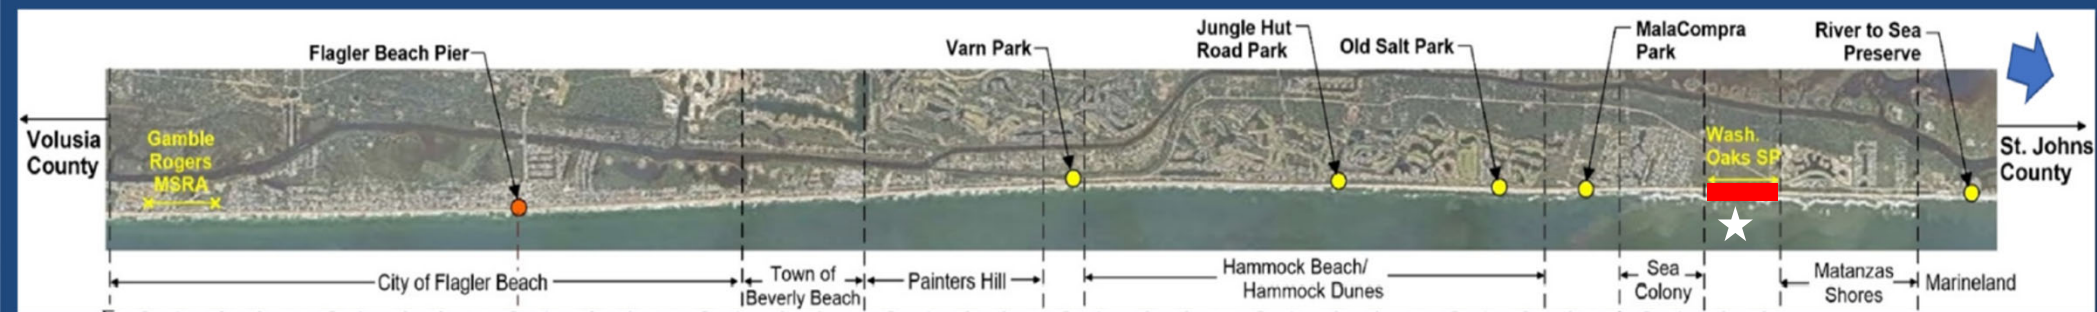 Flagler Beach Pier
Varn Park
Jungle Hut
Road Park
Old Salt Park
MalaCompra
Park
River to Sea
Preserve
Volusia
County
Gamble
Rogers
MSRA
Wash.
Oaks SP
St. Johns
County
City of Flagler Beach
Town of
Beverly Beach
Painters Hill
Hammock Beach/
Hammock Dunes
Sea
Colony
Matanzas
Shores
Marineland